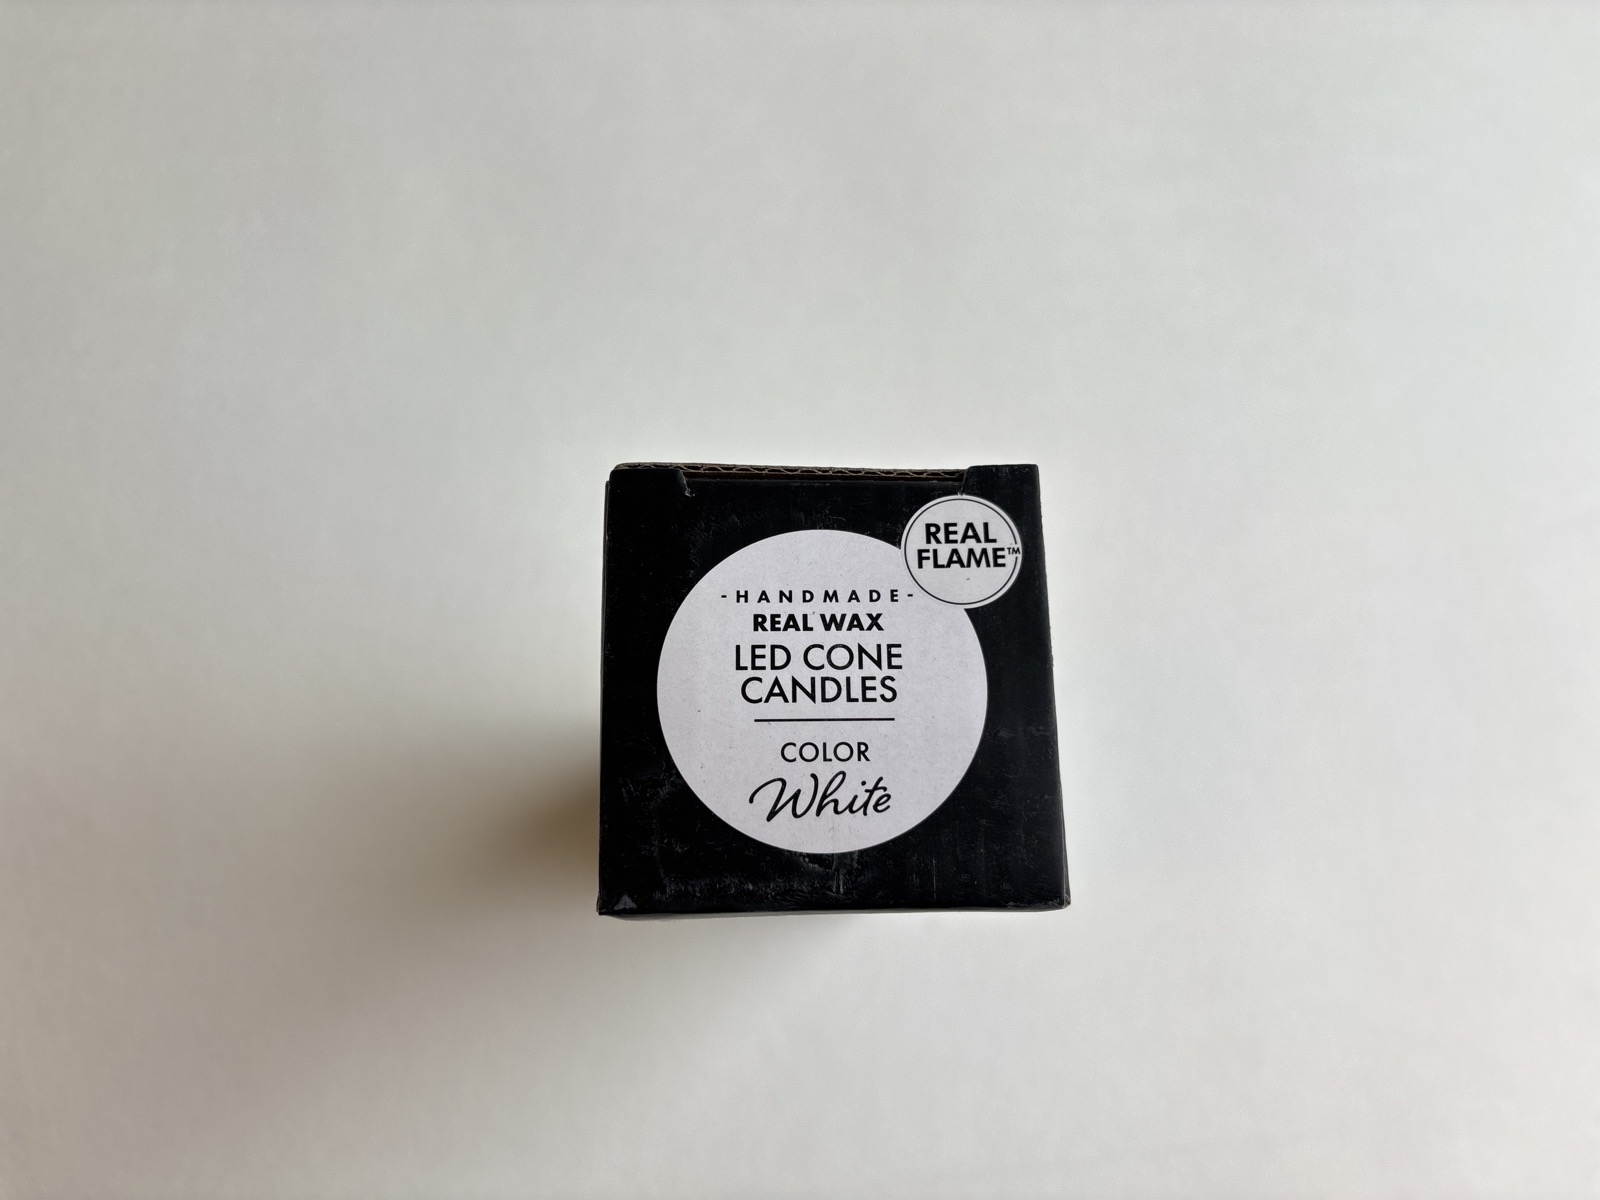 REAL
FLAME™
-HANDMADE-
REAL WAX
LED CONE
CANDLES
COLOR
White